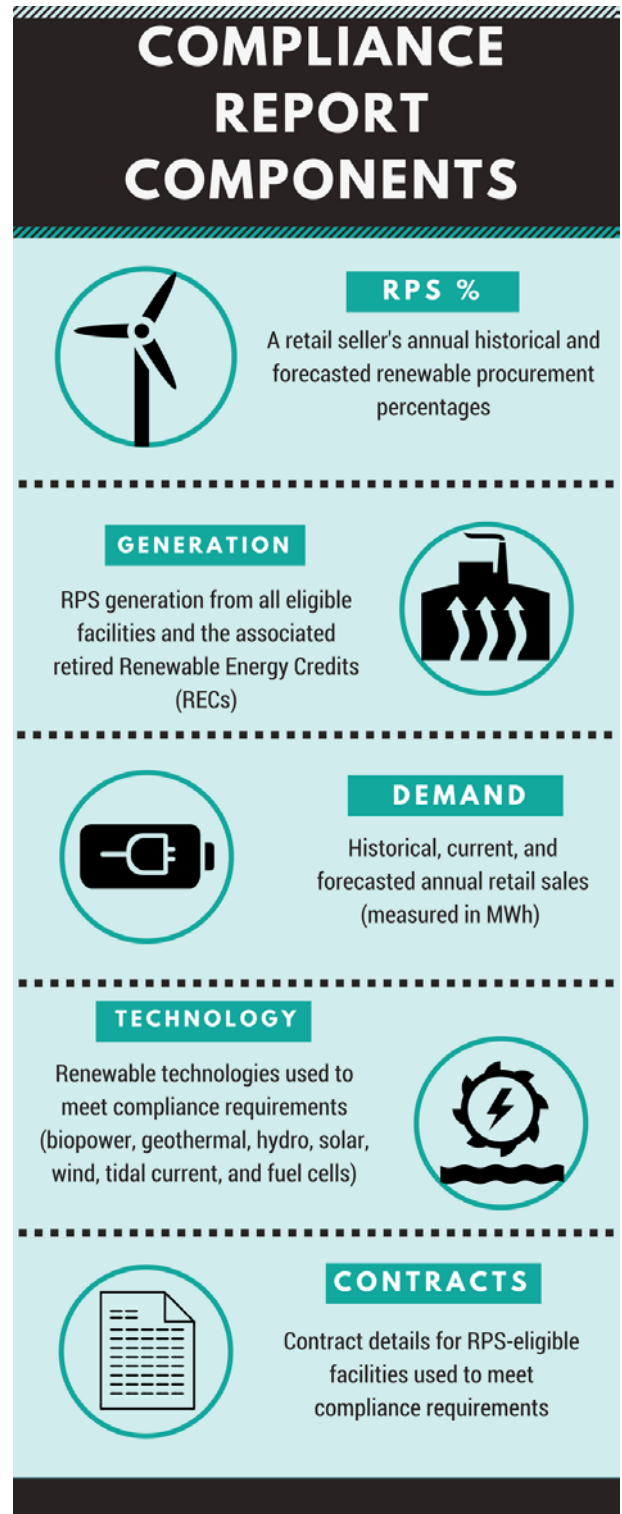 COMPLIANCE
REPORT
COMPONENTS
RPS %
A retail seller's annual historical and
forecasted renewable procurement
percentages
GENERATION
RPS generation from all eligible
facilities and the associated
retired Renewable Energy Credits
(RECs)
DEMAND
Historical, current, and
forecasted annual retail sales
(measured in MWh)
TECHNOLOGY
Renewable technologies used to
meet compliance requirements
(biopower, geothermal, hydro, solar,
wind, tidal current, and fuel cells)
CONTRACTS
Contract details for RPS-eligible
facilities used to meet
compliance requirements